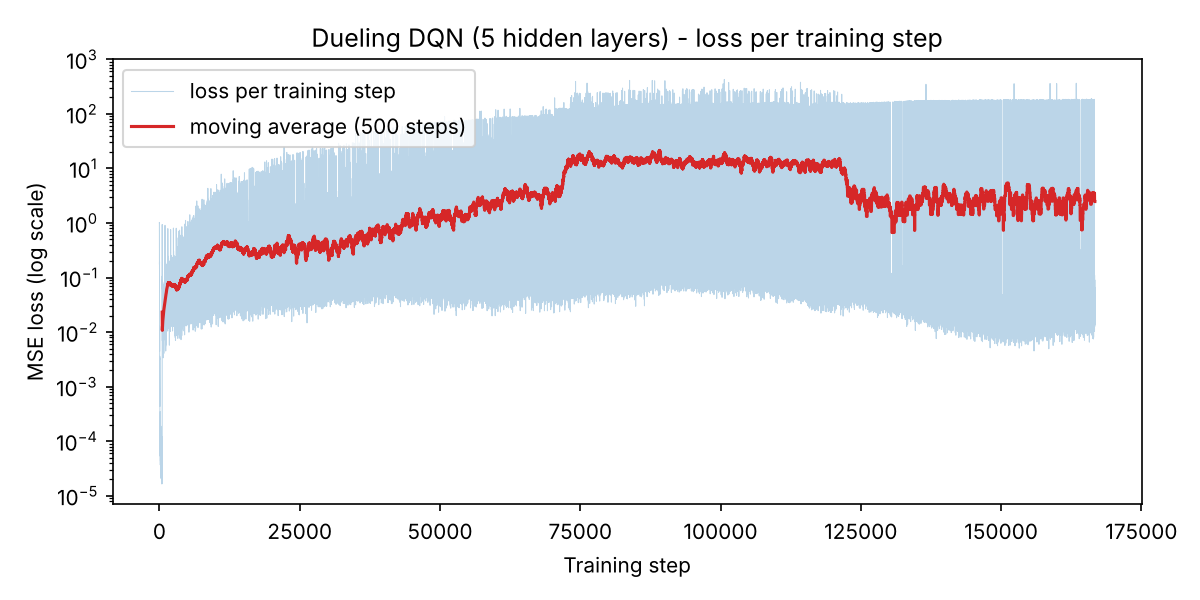 Dueling DQN (5 hidden layers) - loss per training step
loss per training step
moving average (500 steps)
MSE loss (log scale)
10³
10²
10¹
10⁰
10⁻¹
10⁻²
10⁻³
10⁻⁴
10⁻⁵
0 25000 50000 75000 100000 125000 150000 175000
Training step